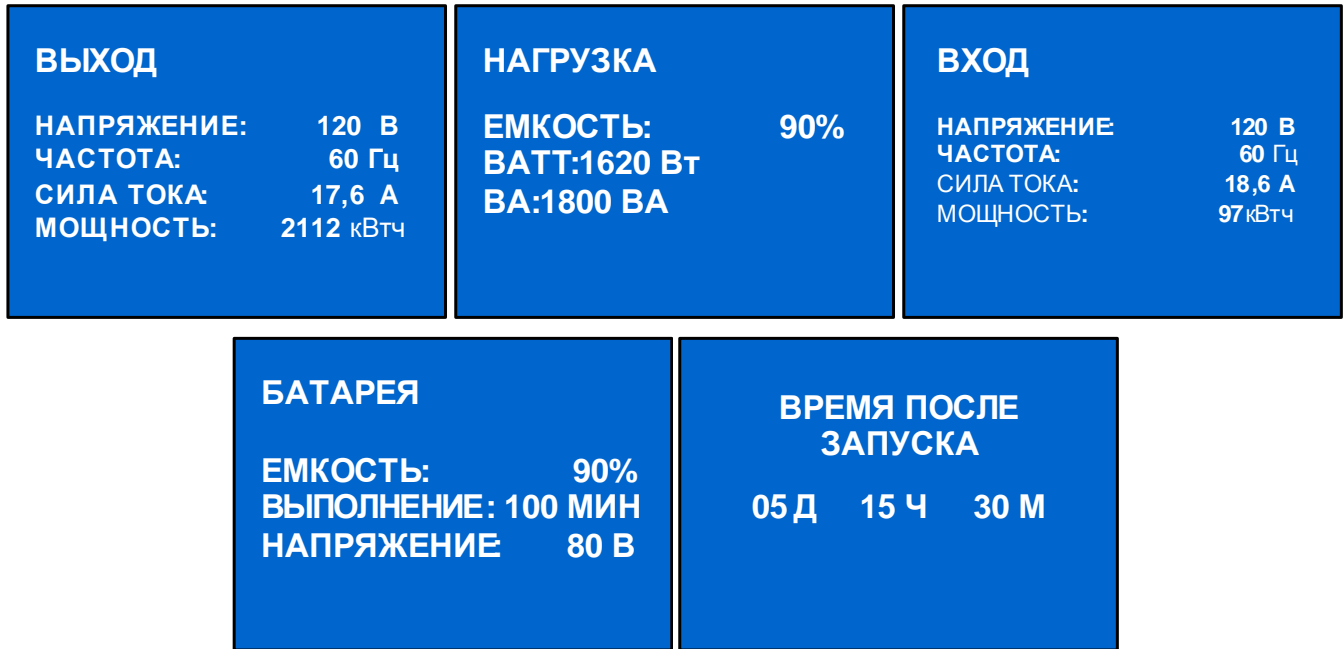 ВЫХОД
НАПРЯЖЕНИЕ: 120 В
ЧАСТОТА: 60 Гц
СИЛА ТОКА: 17,6 А
МОЩНОСТЬ: 2112 кВтч
НАГРУЗКА
ЕМКОСТЬ: 90%
ВАТТ:1620 Вт
ВА:1800 ВА
ВХОД
НАПРЯЖЕНИЕ: 120 В
ЧАСТОТА: 60 Гц
СИЛА ТОКА: 18,6 А
МОЩНОСТЬ: 97кВтч
БАТАРЕЯ
ЕМКОСТЬ: 90%
ВЫПОЛНЕНИЕ: 100 МИН
НАПРЯЖЕНИЕ: 80 В
ВРЕМЯ ПОСЛЕ
ЗАПУСКА
05 Д 15 Ч 30 М